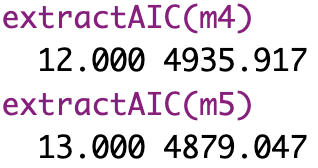 extractAIC(m4)
12.000 4935.917
extractAIC(m5)
13.000 4879.047